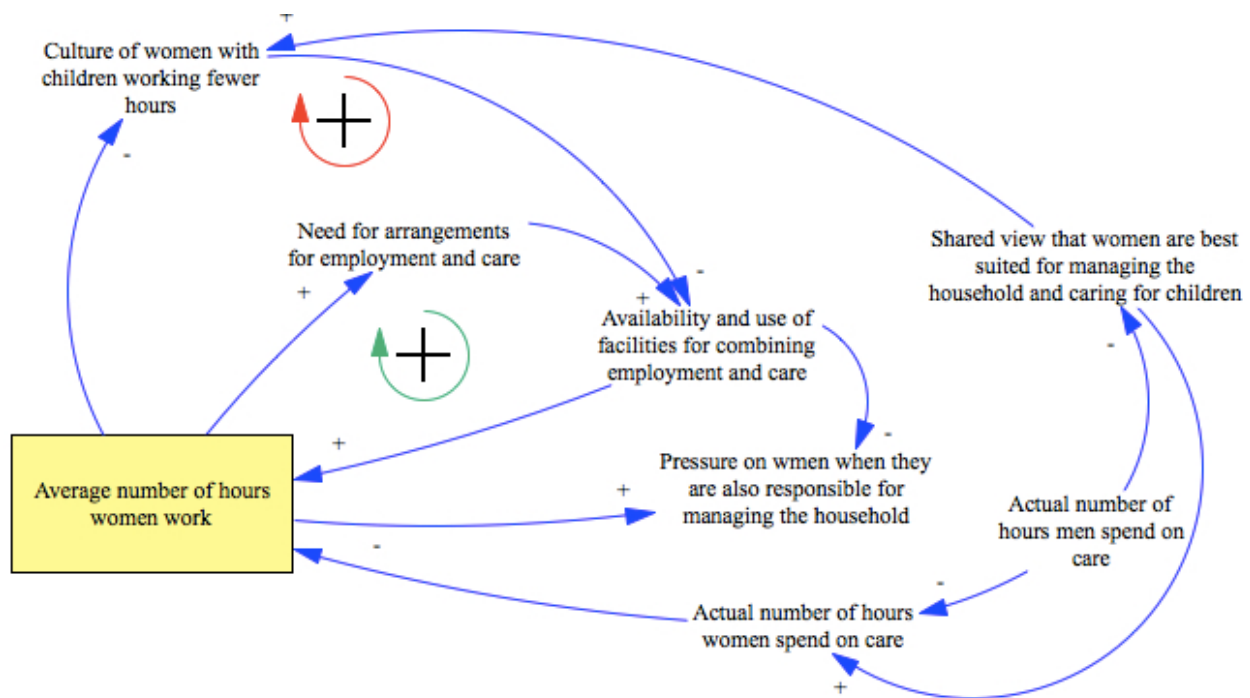 +
Culture of women with
children working fewer
hours
+
-
Need for arrangements
for employment and care
+
-
+
Availability and use of
facilities for combining
employment and care
Shared view that women are best
suited for managing the
household and caring for children
-
+
+
Average number of hours
women work
-
Pressure on wmen when they
are also responsible for
managing the household
+
-
Actual number of
hours men spend on
care
-
Actual number of hours
women spend on care
+